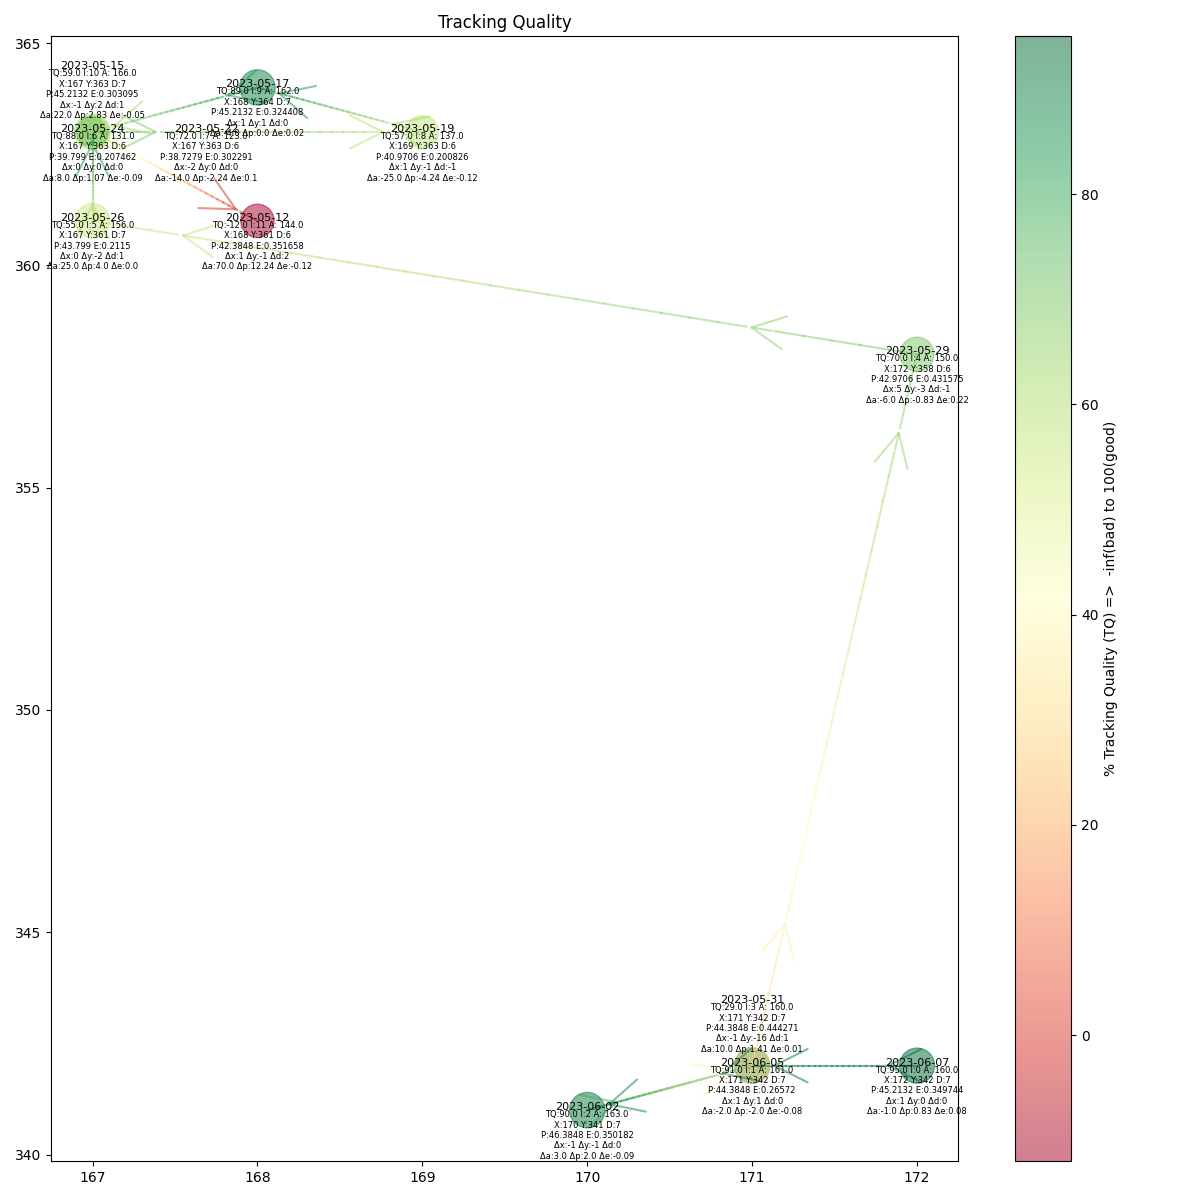 Tracking Quality
365
360
355
350
345
340
167
168
169
170
171
172
2023-05-15
TQ:59.0 I:10 A: 166.0
X:167 Y:363 D:7
P:45.2132 E:0.303095
Δx:-1 Δy:2 Δd:1
Δa:22.0 Δp:2.83 Δe:-0.05
2023-05-17
TQ:89.0 I:9 A: 162.0
X:168 Y:364 D:7
P:45.2132 E:0.324408
Δx:1 Δy:1 Δd:0
Δp:0.0 Δe:0.02
2023-05-24
TQ:88.0 I:6 A: 131.0
X:167 Y:363 D:6
P:39.799 E:0.207462
Δx:0 Δy:0 Δd:0
Δa:8.0 Δp:1.07 Δe:-0.09
2023-05-22
TQ:72.0 I:7 A: 123.0
X:167 Y:363 D:6
P:38.7279 E:0.302291
Δx:-2 Δy:0 Δd:0
Δa:-14.0 Δp:-2.24 Δe:0.1
2023-05-19
TQ:57.0 I:8 A: 137.0
X:169 Y:363 D:6
P:40.9706 E:0.200826
Δx:1 Δy:-1 Δd:-1
Δa:-25.0 Δp:-4.24 Δe:-0.12
2023-05-26
TQ:55.0 I:5 A: 156.0
X:167 Y:361 D:7
P:43.799 E:0.2115
Δx:0 Δy:-2 Δd:1
Δa:25.0 Δp:4.0 Δe:0.0
2023-05-12
TQ:-12.0 I:11 A: 144.0
X:168 Y:361 D:6
P:42.3848 E:0.351658
Δx:1 Δy:-1 Δd:2
Δa:70.0 Δp:12.24 Δe:-0.12
2023-05-29
TQ:70.0 I:4 A: 150.0
X:172 Y:358 D:6
P:42.9706 E:0.431575
Δx:5 Δy:-3 Δd:-1
Δa:-6.0 Δp:-0.83 Δe:0.22
2023-05-31
TQ:29.0 I:3 A: 160.0
X:171 Y:342 D:7
P:44.3848 E:0.444271
Δx:-1 Δy:-16 Δd:1
Δa:10.0 Δp:1.41 Δe:0.01
2023-06-05
TQ:91.0 I:1 A: 161.0
X:171 Y:342 D:7
P:44.3848 E:0.26572
Δx:1 Δy:1 Δd:0
Δa:-2.0 Δp:-2.0 Δe:-0.08
2023-06-07
TQ:95.0 I:0 A: 160.0
X:172 Y:342 D:7
P:45.2132 E:0.349744
Δx:1 Δy:0 Δd:0
Δa:-1.0 Δp:0.83 Δe:0.08
2023-06-02
TQ:90.0 I:2 A: 163.0
X:170 Y:341 D:7
P:46.3848 E:0.350182
Δx:-1 Δy:-1 Δd:0
Δa:3.0 Δp:2.0 Δe:-0.09
80
60
40
20
0
% Tracking Quality (TQ) => -inf(bad) to 100(good)